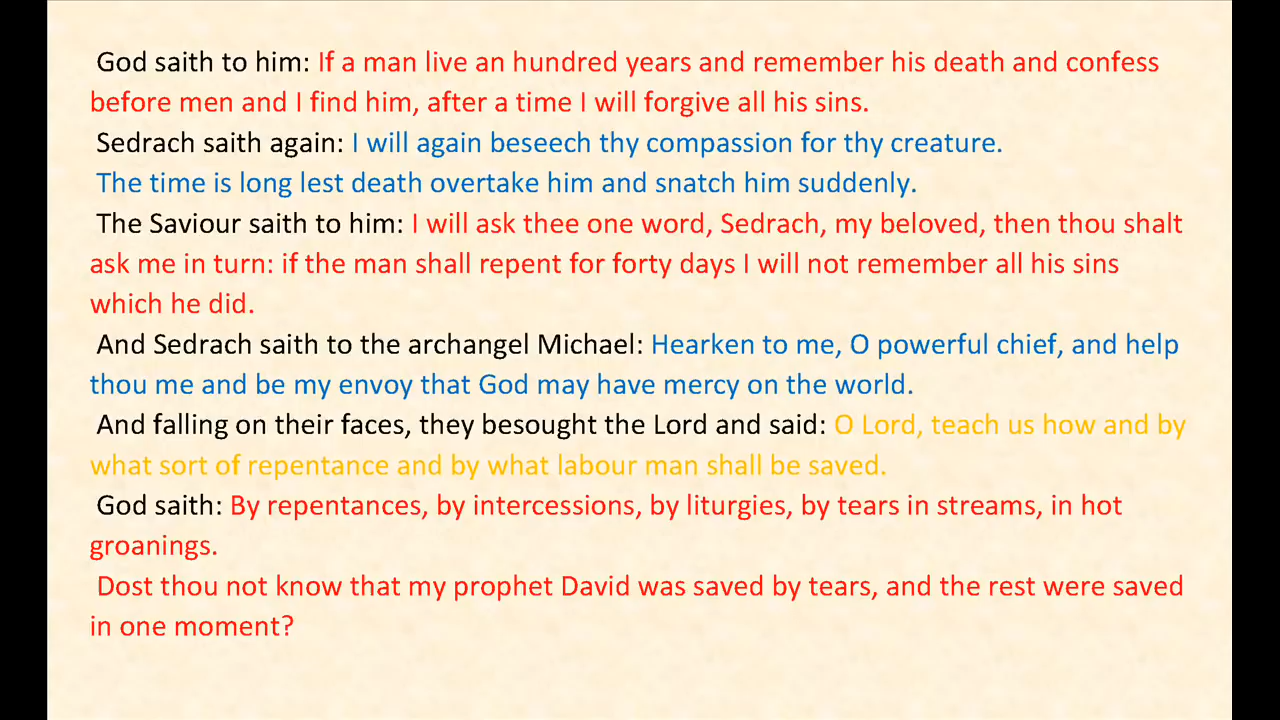 God saith to him: If a man live an hundred years and remember his death and confess
before men and I find him, after a time I will forgive all his sins.
Sedrach saith again: I will again beseech thy compassion for thy creature.
The time is long lest death overtake him and snatch him suddenly.
The Saviour saith to him: I will ask thee one word, Sedrach, my beloved, then thou shalt
ask me in turn: if the man shall repent for forty days I will not remember all his sins
which he did.
And Sedrach saith to the archangel Michael: Hearken to me, O powerful chief, and help
thou me and be my envoy that God may have mercy on the world.
And falling on their faces, they besought the Lord and said: O Lord, teach us how and by
what sort of repentance and by what labour man shall be saved.
God saith: By repentances, by intercessions, by liturgies, by tears in streams, in hot
groanings.
Dost thou not know that my prophet David was saved by tears, and the rest were saved
in one moment?